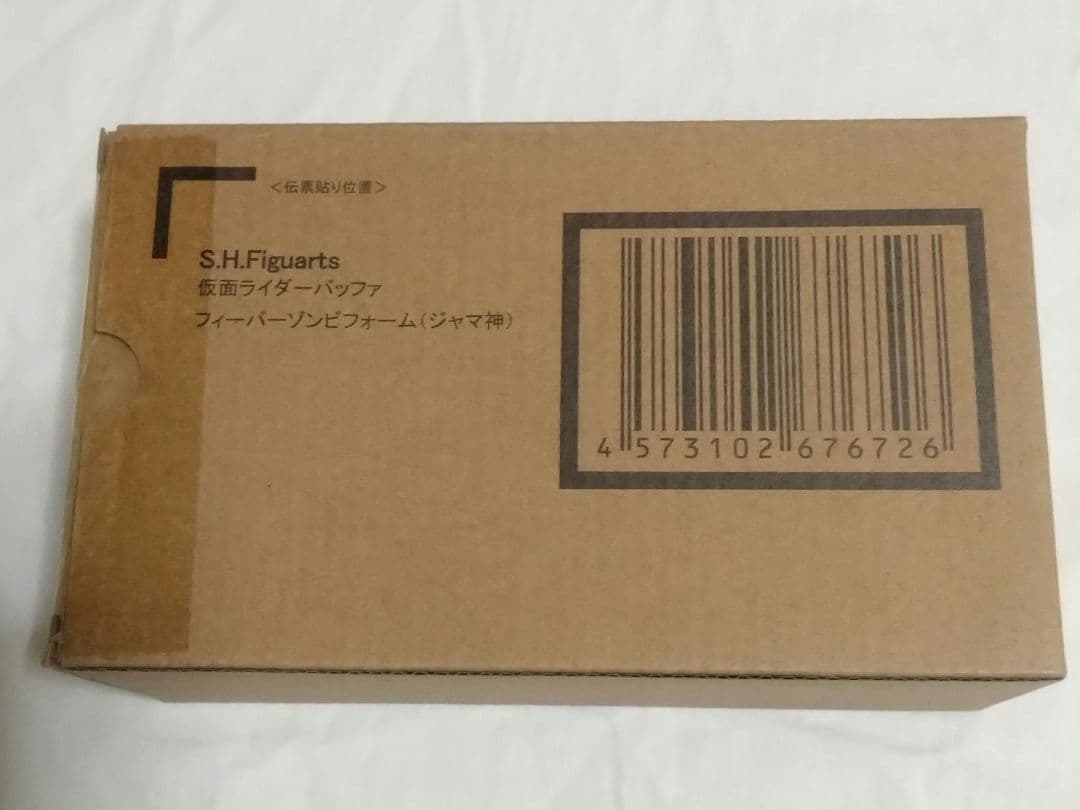 ＜伝票貼り位置＞
S.H.Figuarts
仮面ライダーバッファ
フィーバーゾンビフォーム（ジャマ神）
4 573102 676726